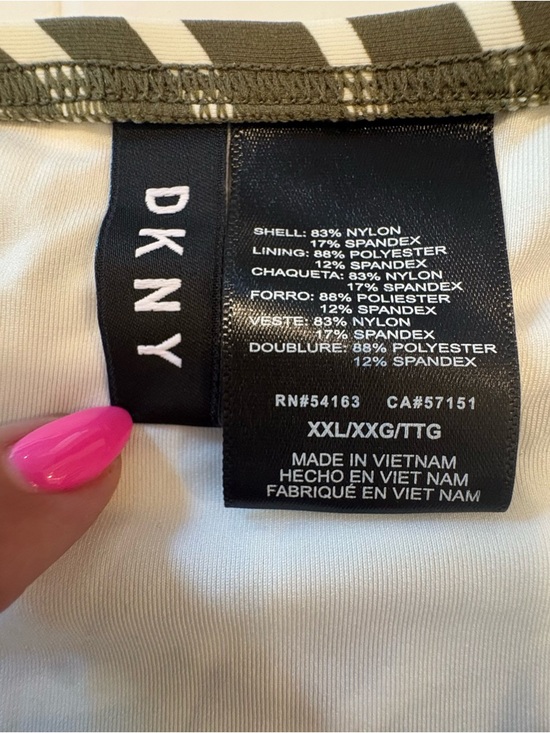 DKNY
SHELL: 83% NYLON
17% SPANDEX
LINING: 88% POLYESTER
12% SPANDEX
CHAQUETA: 83% NYLON
17% SPANDEX
FORRO: 88% POLIESTER
12% SPANDEX
VESTE: 83% NYLON
17% SPANDEX
DOUBLURE: 88% POLYESTER
12% SPANDEX
RN#54163 CA#57151
XXL/XXG/TTG
MADE IN VIETNAM
HECHO EN VIET NAM
FABRIQUÉ EN VIET NAM